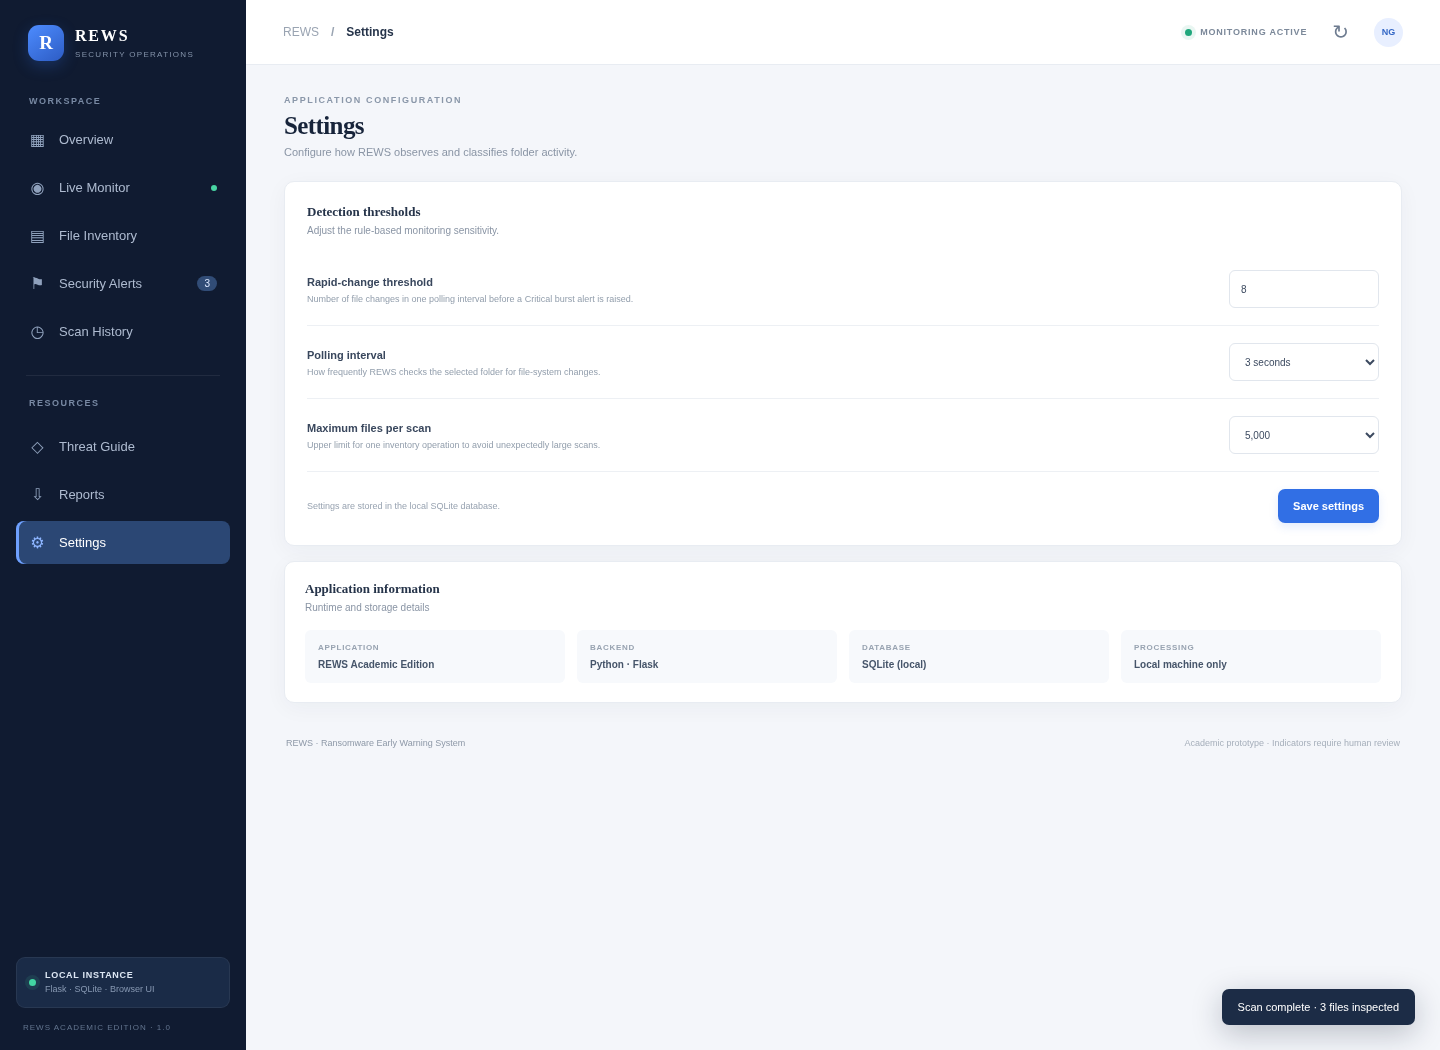 R
REWS
SECURITY OPERATIONS
WORKSPACE
Overview
Live Monitor
File Inventory
Security Alerts 3
Scan History
RESOURCES
Threat Guide
Reports
Settings
LOCAL INSTANCE
Flask · SQLite · Browser UI
REWS ACADEMIC EDITION · 1.0
REWS / Settings
MONITORING ACTIVE
NG
APPLICATION CONFIGURATION
Settings
Configure how REWS observes and classifies folder activity.
Detection thresholds
Adjust the rule-based monitoring sensitivity.
Rapid-change threshold
Number of file changes in one polling interval before a Critical burst alert is raised.
8
Polling interval
How frequently REWS checks the selected folder for file-system changes.
3 seconds
Maximum files per scan
Upper limit for one inventory operation to avoid unexpectedly large scans.
5,000
Settings are stored in the local SQLite database.
Save settings
Application information
Runtime and storage details
APPLICATION
REWS Academic Edition
BACKEND
Python · Flask
DATABASE
SQLite (local)
PROCESSING
Local machine only
REWS · Ransomware Early Warning System
Academic prototype · Indicators require human review
Scan complete · 3 files inspected